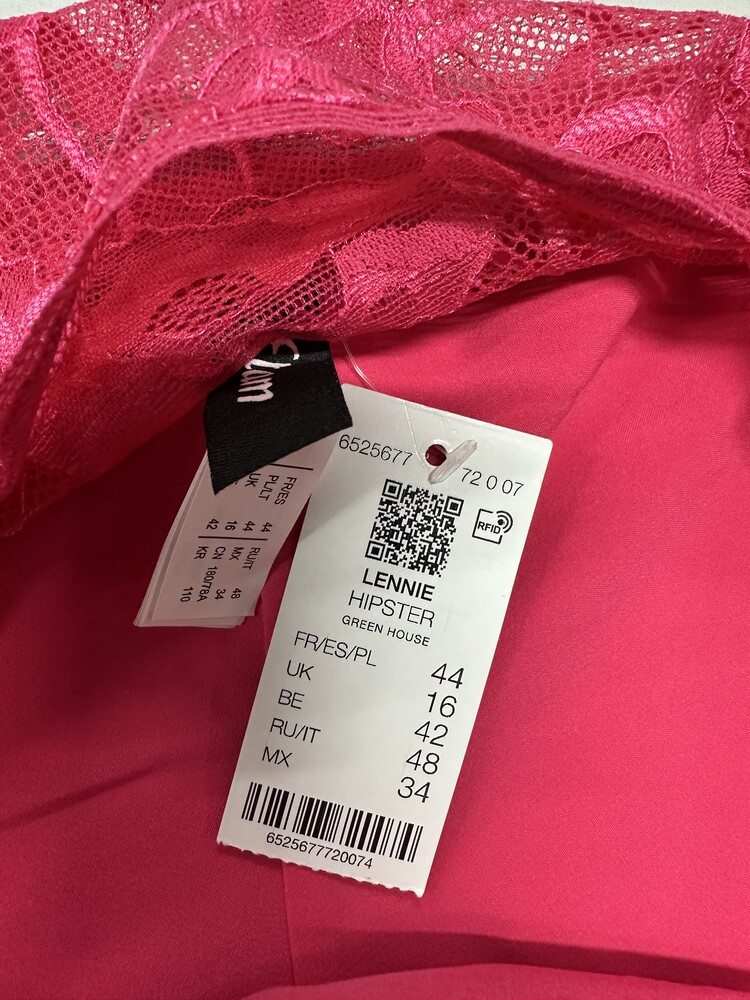 Etam
6525677 72 0 07
RFID
LENNIE
HIPSTER
GREEN HOUSE
FR/ES/PL 44
UK 16
BE 42
RU/IT 48
MX 34
6525677720074
FR/ES 44 RU/IT 48
PL/LT 44 MX 34
UK 16 CN 180/78A
42 KR 110